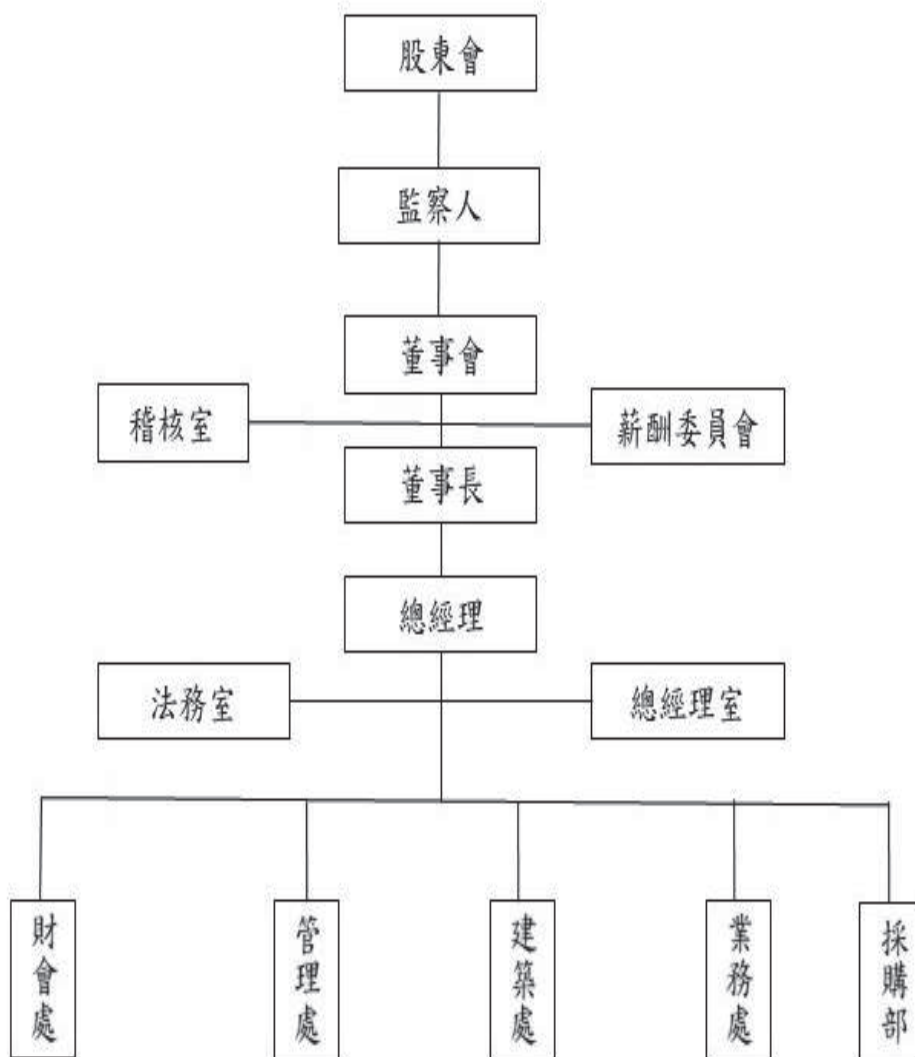 股東會
監察人
董事會
稽核室
薪酬委員會
董事長
總經理
法務室
總經理室
財會處
管理處
建築處
業務處
採購部